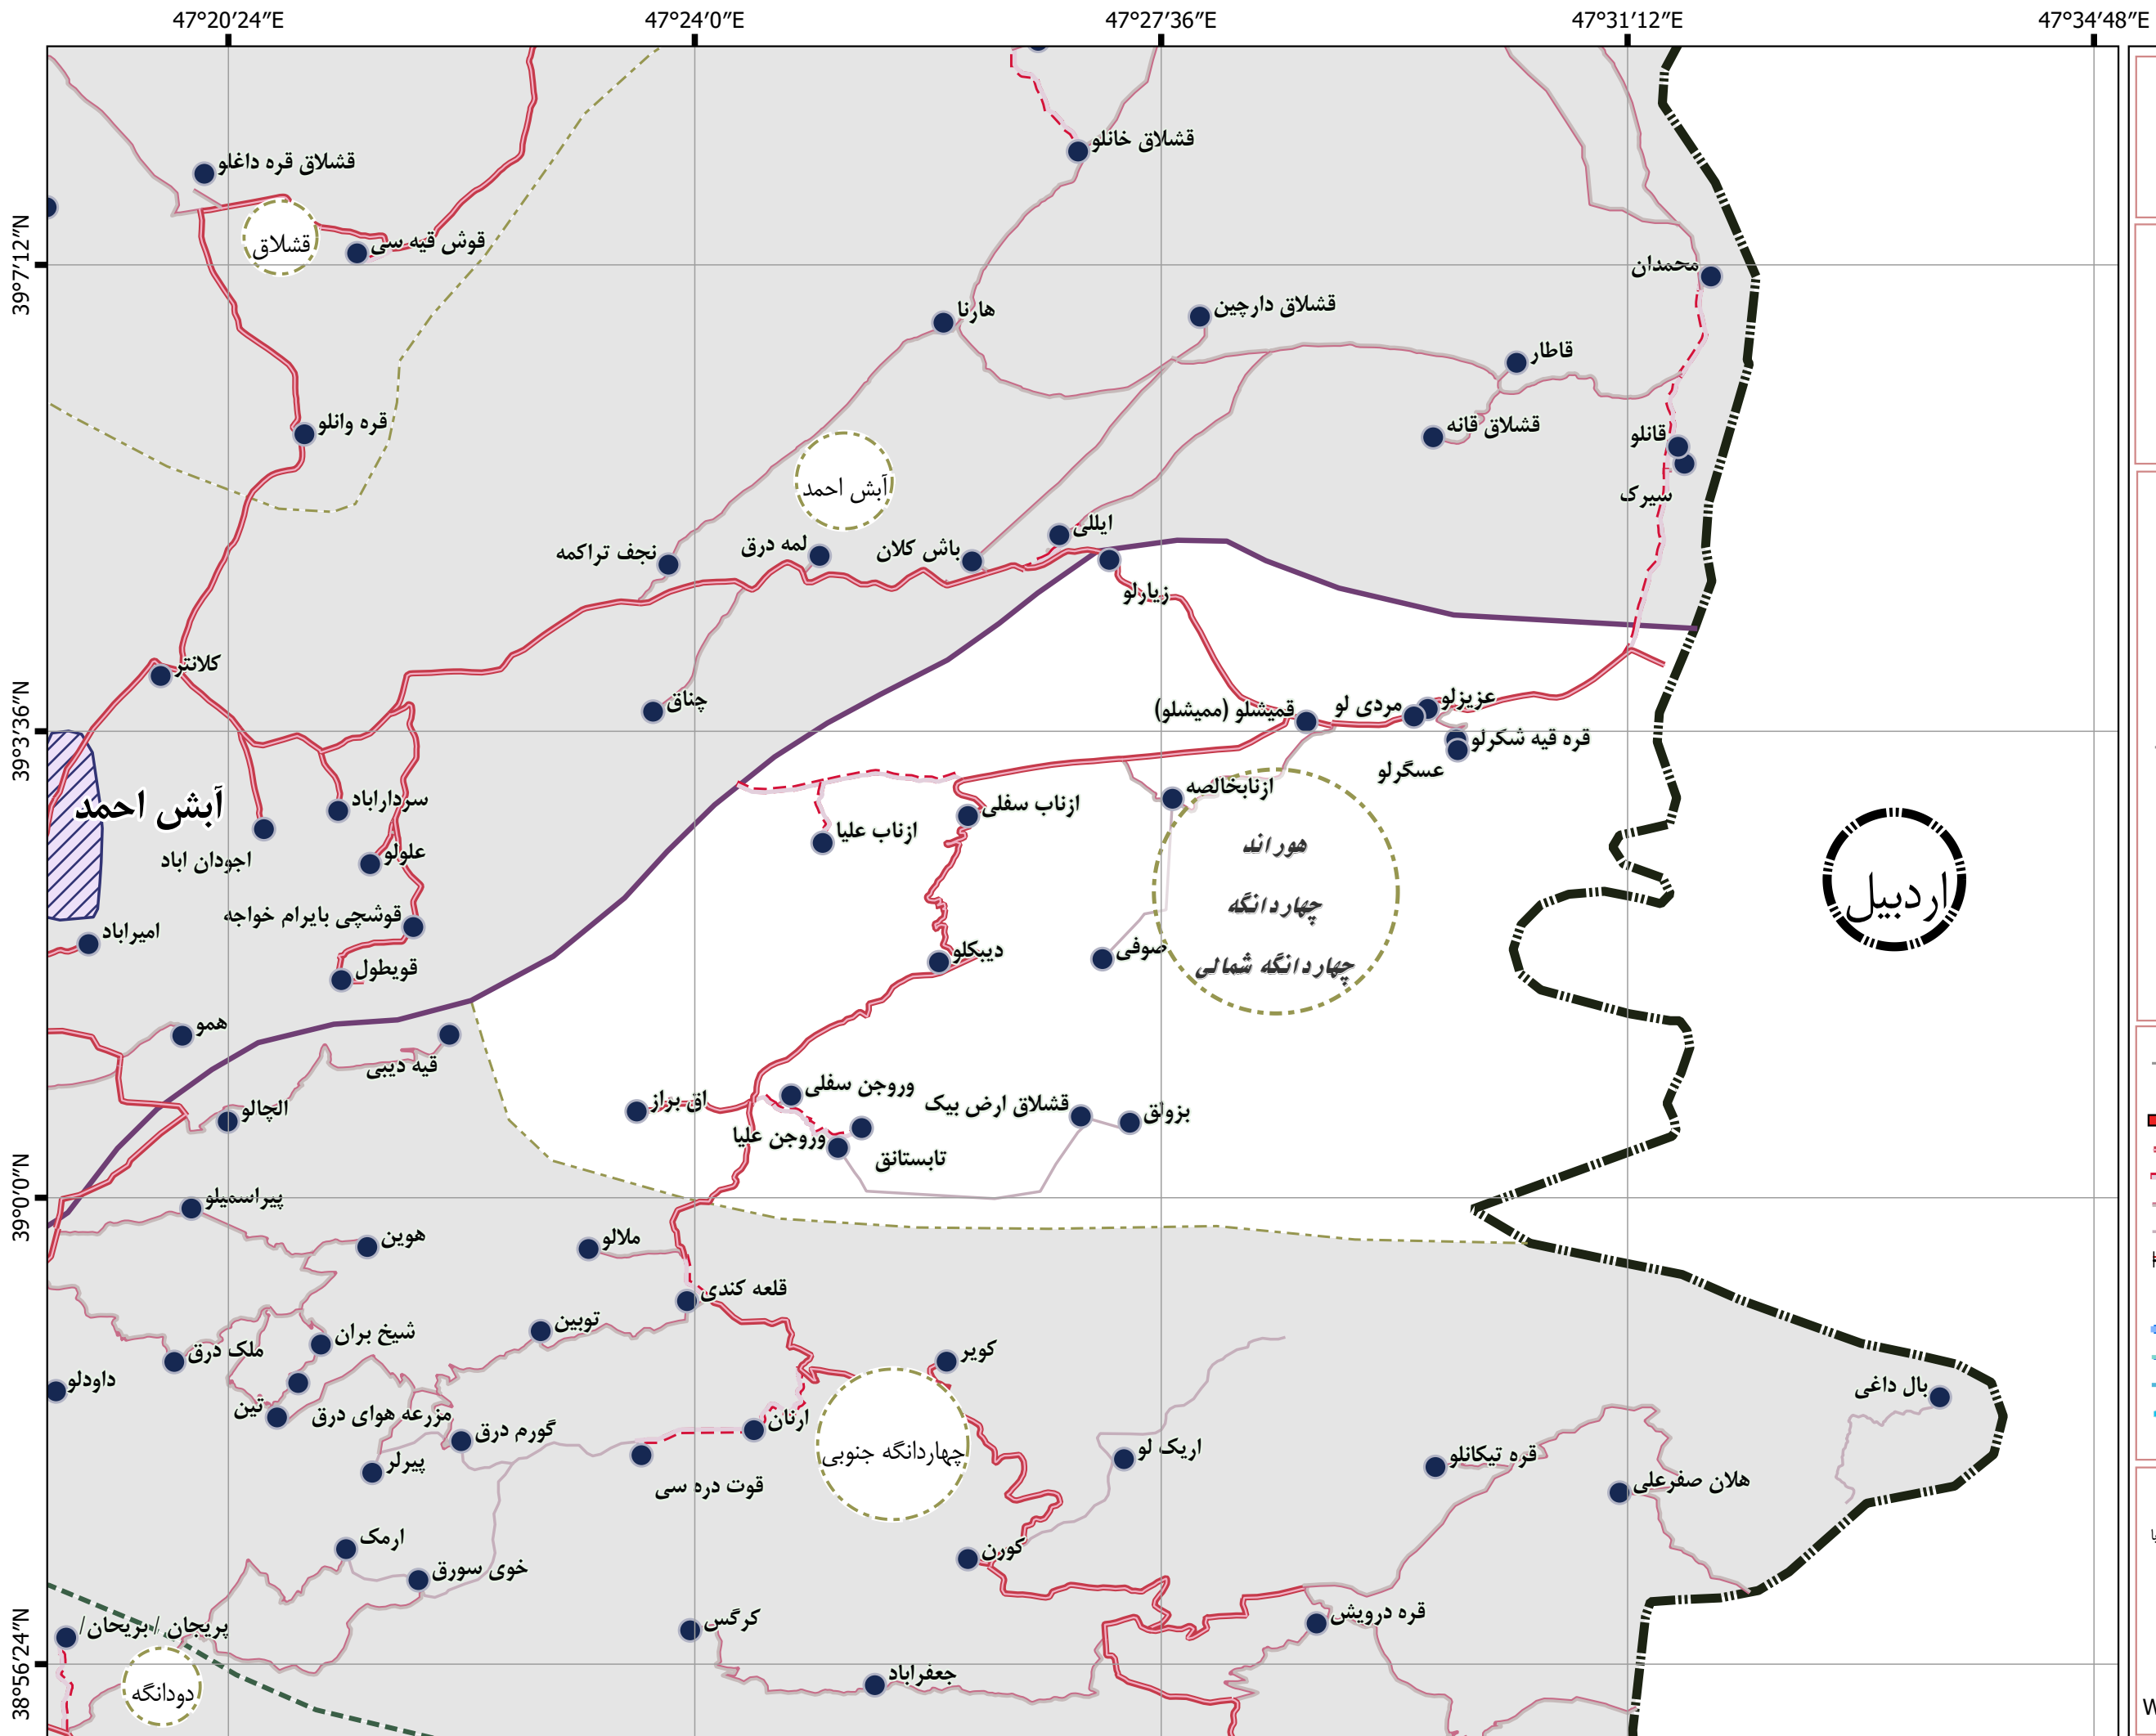 47°20'24"E
47°24'0"E
47°27'36"E
47°31'12"E
47°34'48"E
39°7'12"N
39°3'36"N
39°0'0"N
38°56'24"N
قشلاق خانلو
قشلاق قره داغلو
قشلاق
قوش قیه سی
محمدان
هارنا
قشلاق دارچین
قاطار
قره وانلو
قشلاق قانه
قانلو
سیرک
آبش احمد
ایللی
لمه درق
باش کلان
نجف تراکمه
زیارلو
کلانتر
چناق
قمیشلو (ممیشلو)
مردی لو
عزیزلو
قره قیه شکرلو
عسگرلو
آبش احمد
سرداراباد
اجودان اباد
علولو
ازناب علیا
ازناب سفلی
ازنابخالصه
هوراند
چهاردانگه
چهاردانگه شمالی
اردبیل
قوشچی بایرام خواجه
امیراباد
قویطول
دیبکلو
صوفی
همو
قیه دیبی
الچالو
اق براز
وروجن سفلی
وروجن علیا
تابستانق
قشلاق ارض بیک
بزولق
پیراسمیلو
هوین
ملالو
قلعه کندی
توبین
شیخ بران
ملک درق
داودلو
تین
مزرعه هوای درق
گورم درق
پیرلر
ارنان
قوت دره سی
چهاردانگه جنوبی
کویر
اریک لو
قره تیکانلو
هلان صفرعلی
بال داغی
ارمک
خوی سورق
کورن
کرگس
جعفراباد
قره درویش
پریجان / بریحان/
دودانگه
W